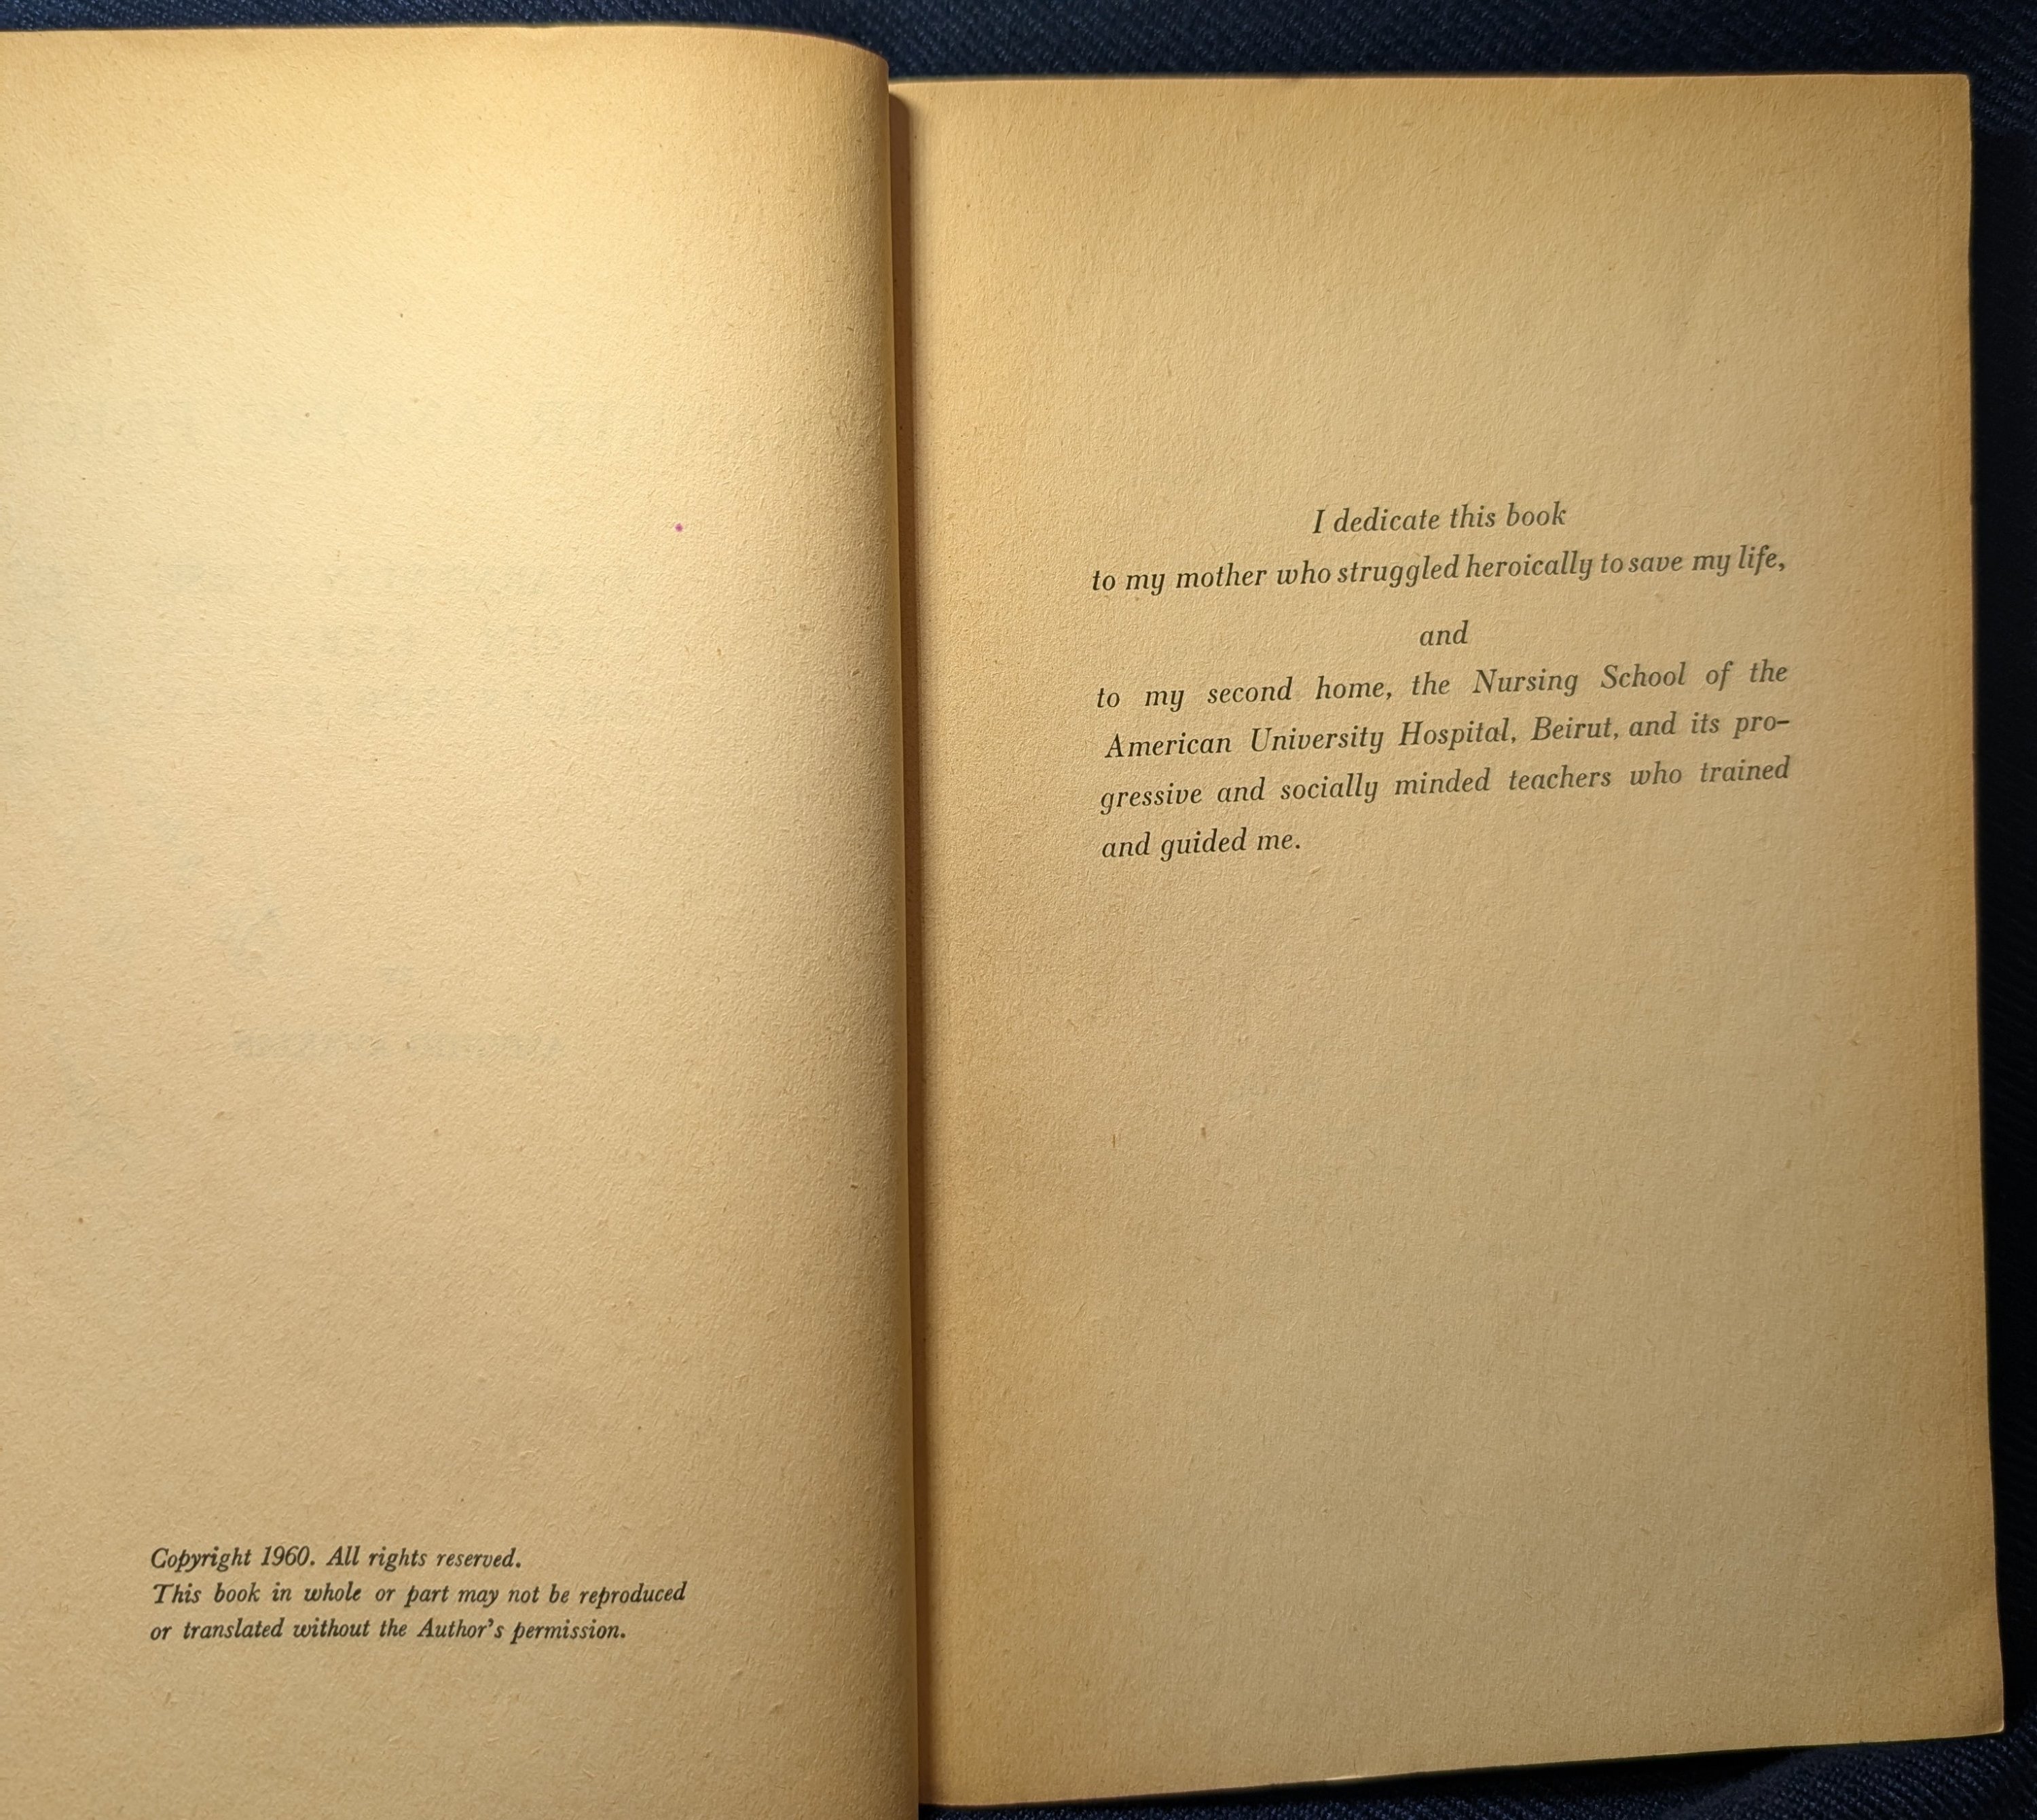 Copyright 1960. All rights reserved.
This book in whole or part may not be reproduced
or translated without the Author's permission.
I dedicate this book
to my mother who struggled heroically to save my life,
and
to my second home, the Nursing School of the
American University Hospital, Beirut, and its pro-
gressive and socially minded teachers who trained
and guided me.